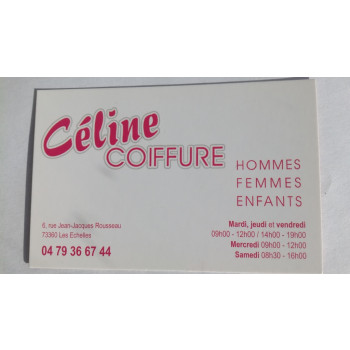 Céline
COIFFURE
HOMMES
FEMMES
ENFANTS
6, rue Jean-Jacques Rousseau
73360 Les Echelles
04 79 36 67 44
Mardi, jeudi et vendredi
09h00 - 12h00 / 14h00 - 19h00
Mercredi 09h00 - 12h00
Samedi 08h30 - 16h00